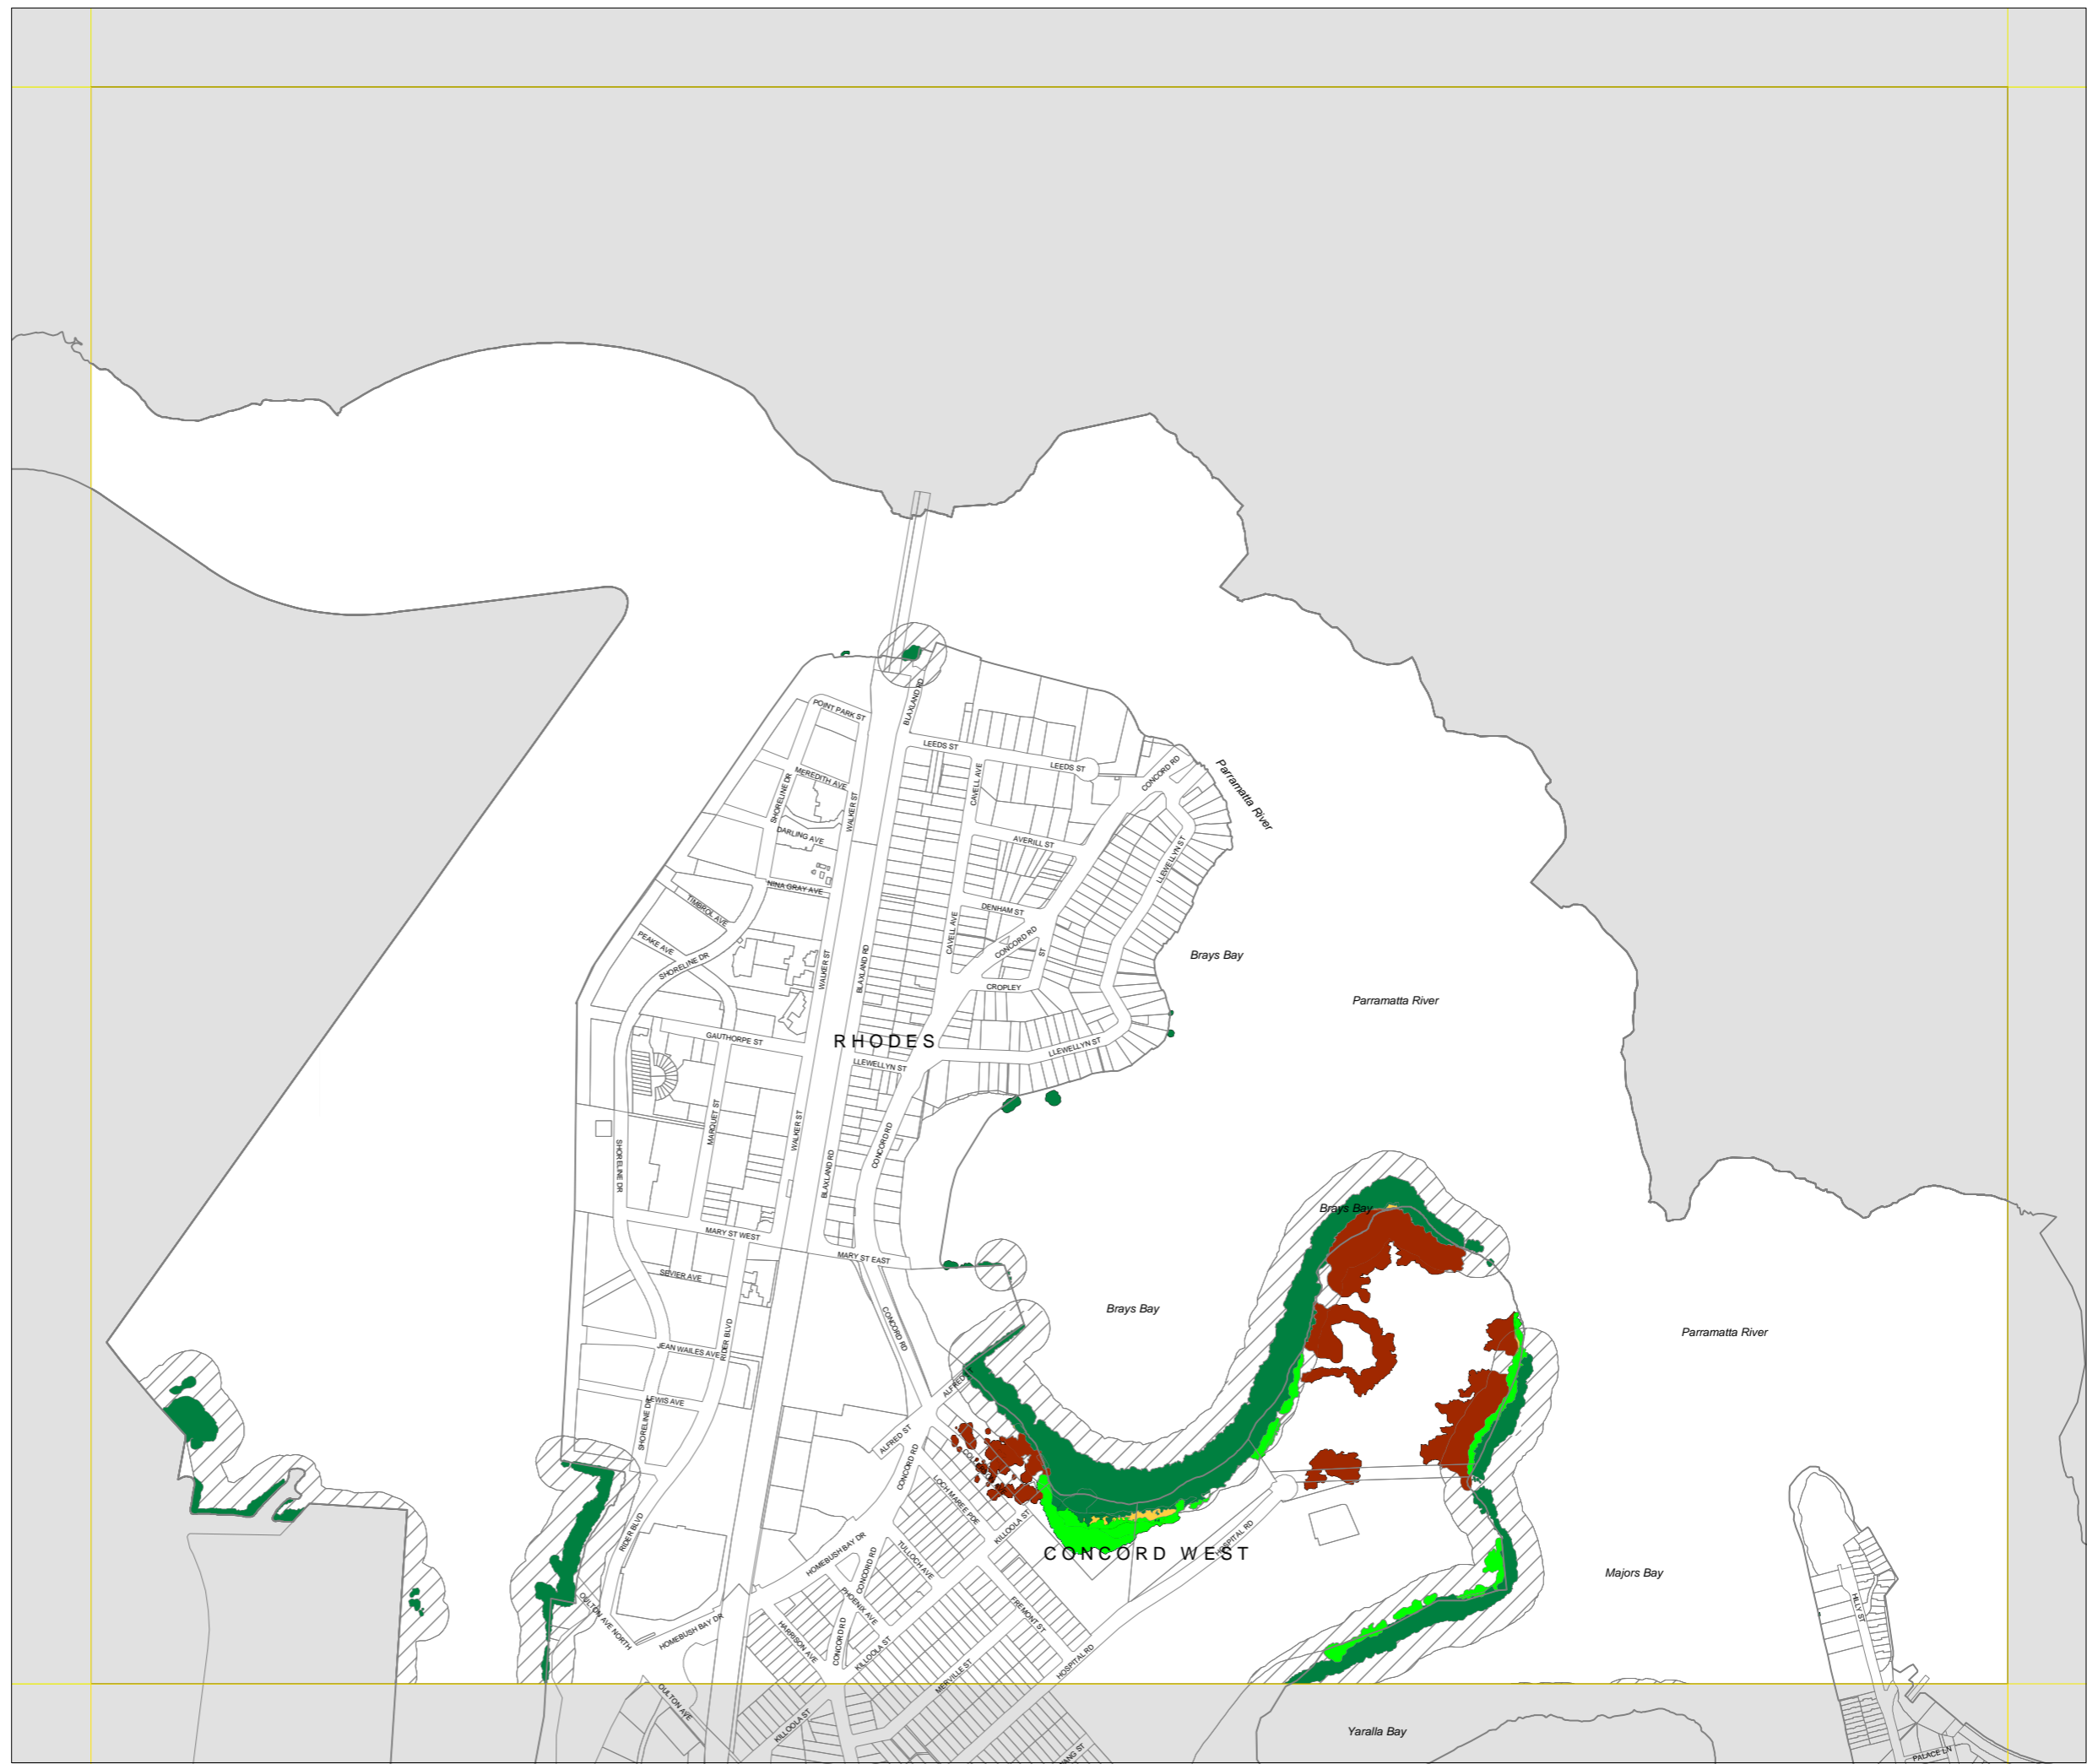 BLAXLAND RD
POINT PARK ST
LEEDS ST
LEEDS ST
CONCORD RD
Parramatta River
MEREDITH AVE
SHORELINE DR
WALKER ST
CAVELL AVE
DARLING AVE
AVERILL ST
LLEWELLYN ST
NINA GRAY AVE
TIMBROL AVE
DENHAM ST
PEAKE AVE
CAVELL AVE
CONCORD RD
ST
Brays Bay
SHORELINE DR
WALKER ST
BLAXLAND RD
CROPLEY
Parramatta River
GAUTHORPE ST
RHODES
LLEWELLYN ST
LLEWELLYN ST
MARQUET ST
WALKER ST
CONCORD RD
SHORELINE DR
BLAXLAND RD
Brays Bay
MARY ST WEST
MARY ST EAST
SEVIER AVE
Brays Bay
CONCORD RD
RIDER BLVD
Parramatta River
JEAN WAILES AVE
LEWIS AVE
ALFRED ST
SHORELINE DR
ALFRED ST
CONCORD RD
LOCH MAREE PDE
KILLOOLA ST
RIDER BLVD
HOSPITAL RD
CONCORD WEST
HOMEBUSH BAY DR
TULLOCH AVE
CONCORD RD
Majors Bay
PHOENIX AVE
OULTON AVE NORTH
FREMONT ST
HILLY ST
HOMEBUSH BAY DR
HARRISON AVE
CONCORD RD
KILLOOLA ST
HOSPITAL RD
MERVILLE ST
OULTON AVE
KILLOOLA ST
Yaralla Bay
PALACE LN